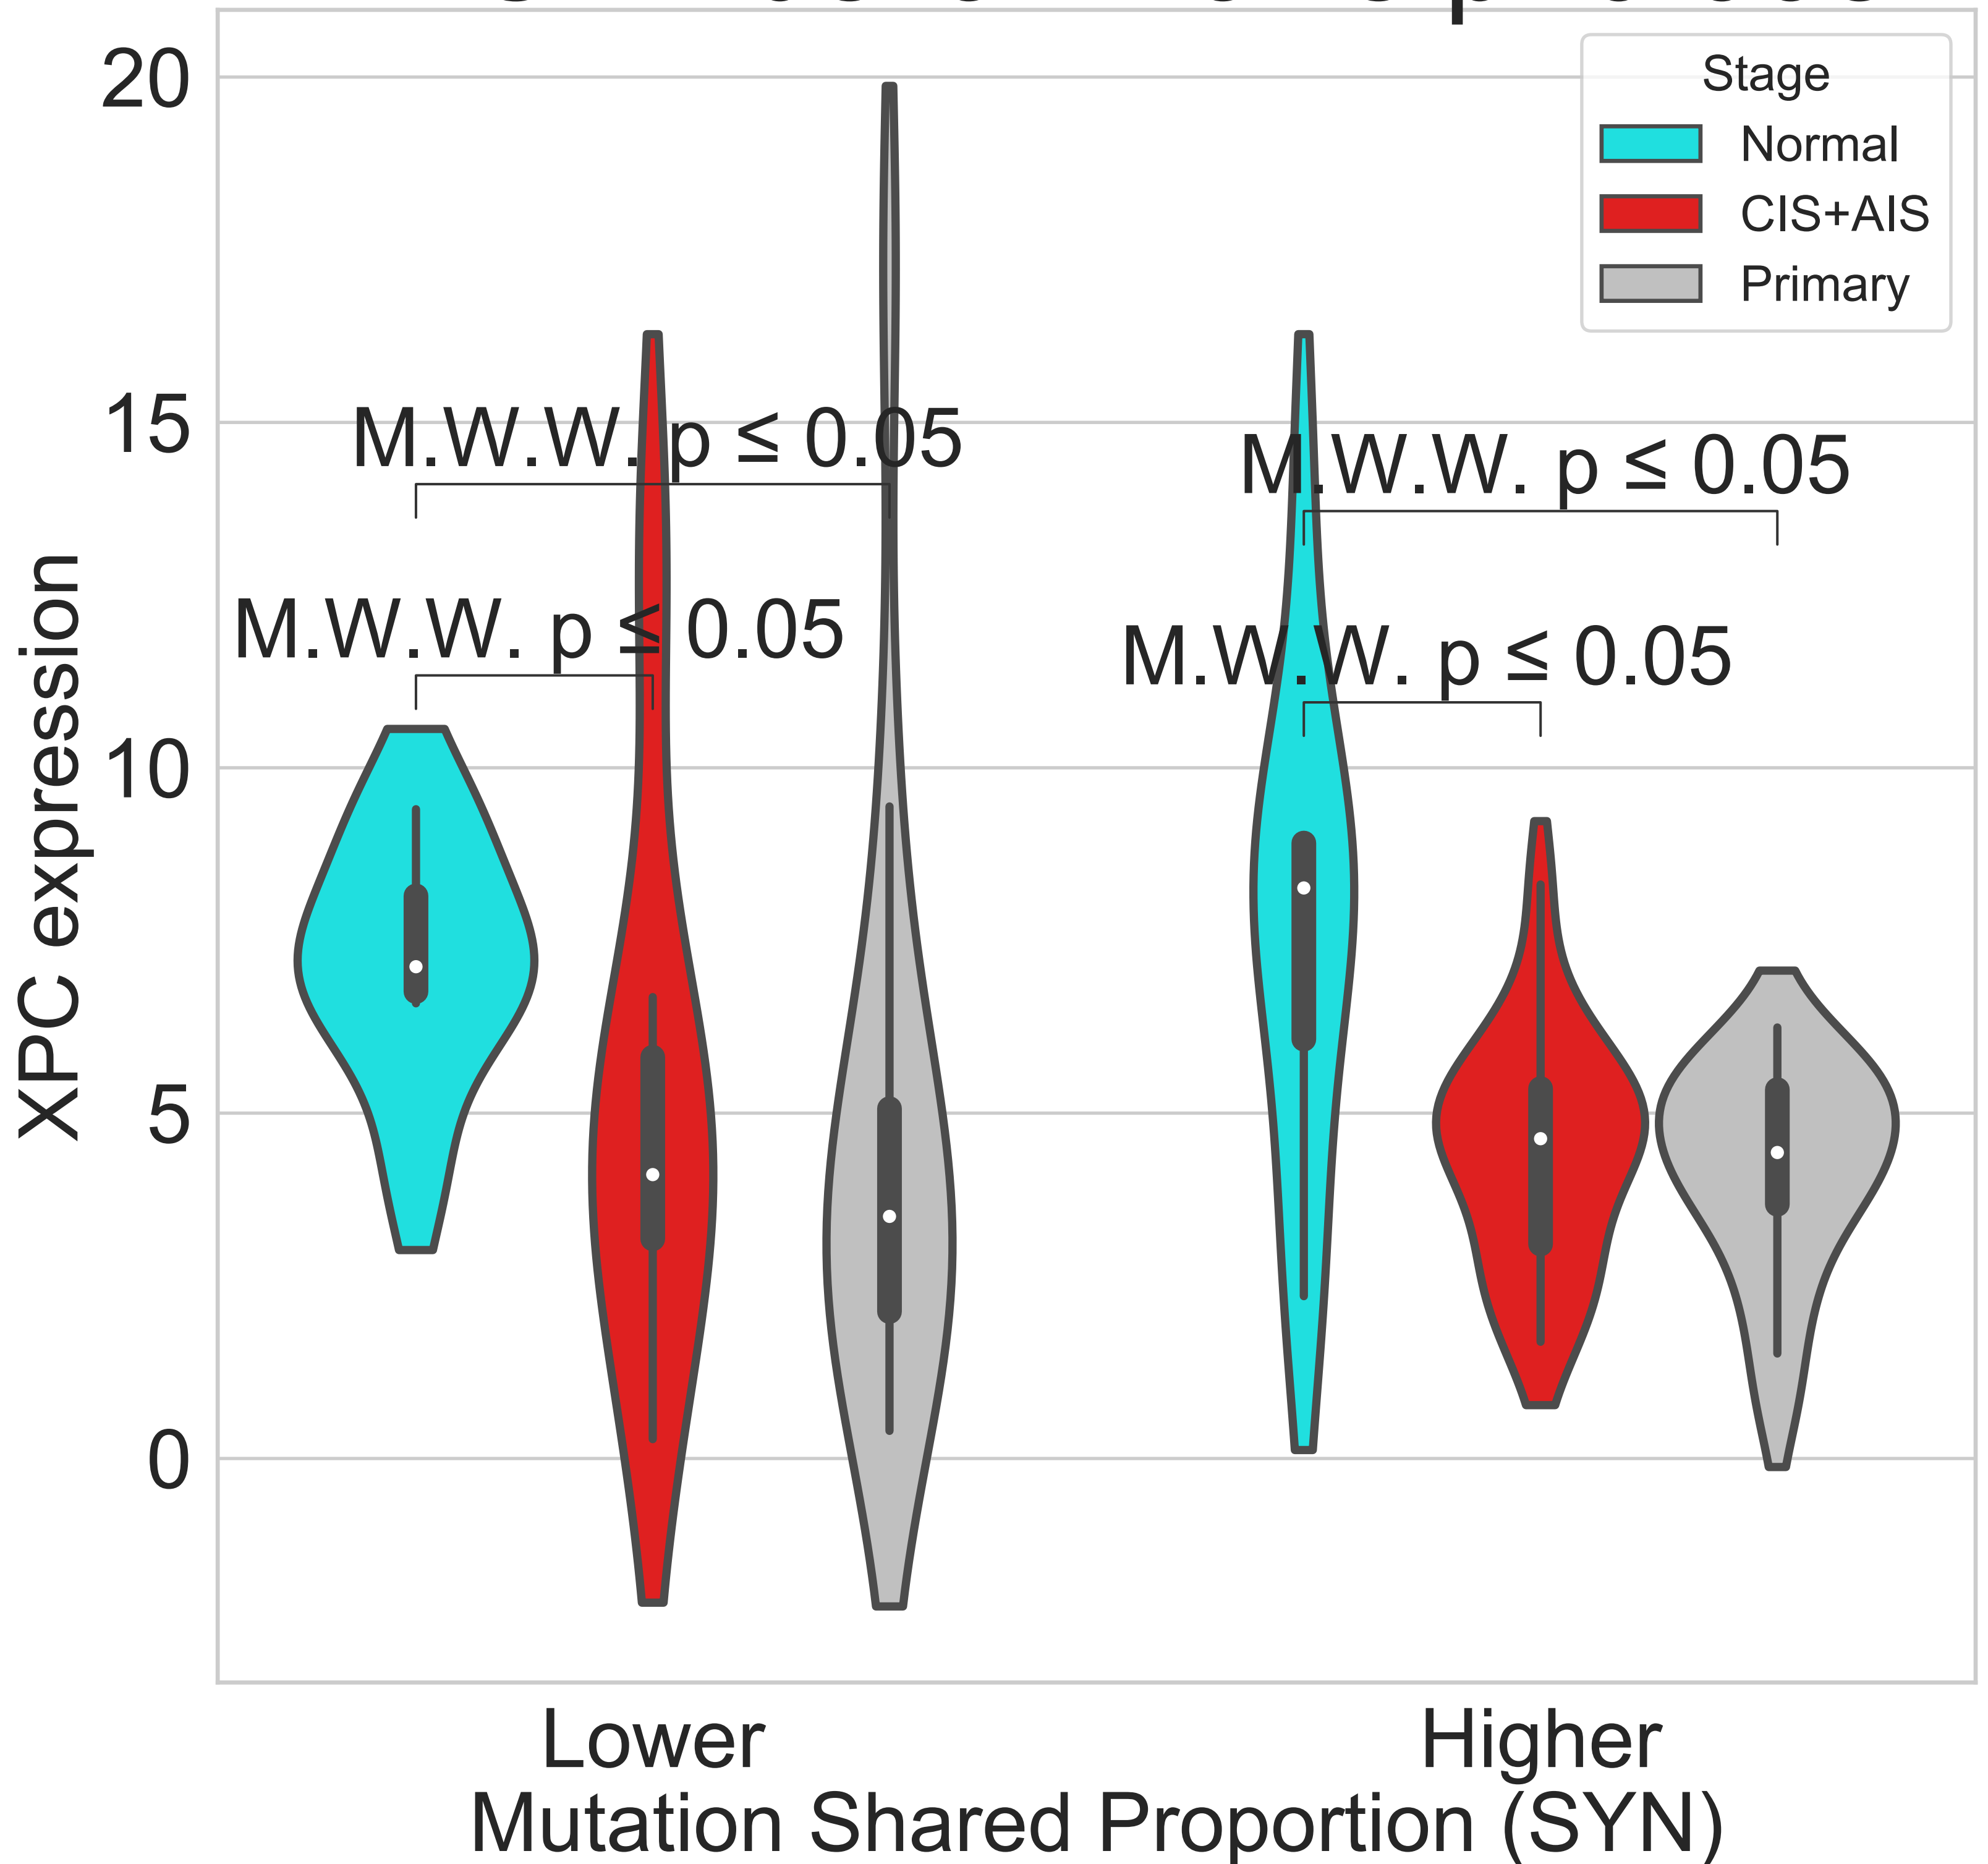 20
15
10
5
0
XPC expression
Stage
Normal
CIS+AIS
Primary
M.W.W. p ≤ 0.05
M.W.W. p ≤ 0.05
M.W.W. p ≤ 0.05
M.W.W. p ≤ 0.05
Lower
Higher
Mutation Shared Proportion (SYN)